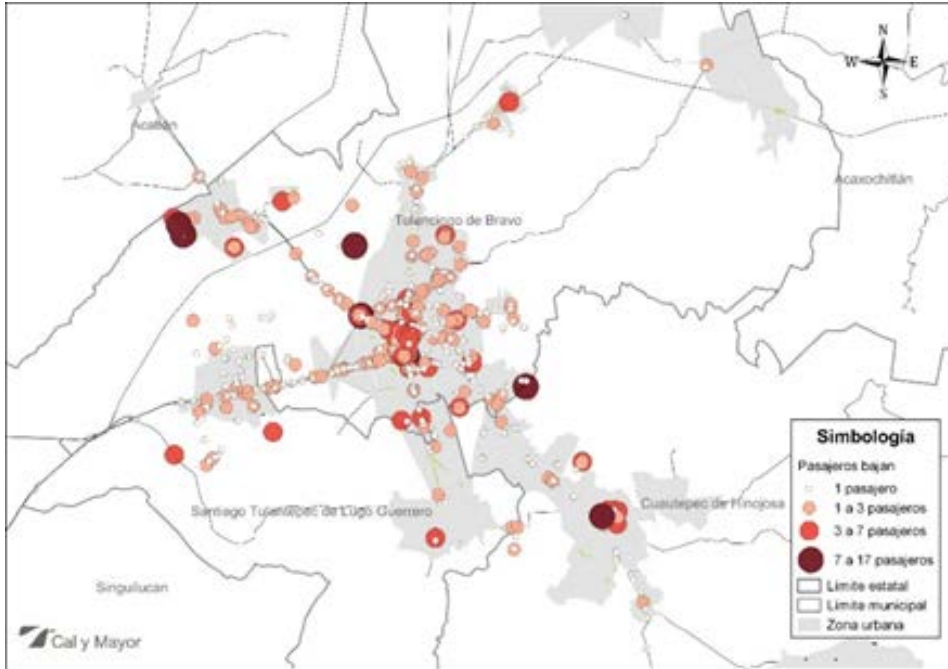 N
W E
S
Acatlán
Acaxochitlán
Tulancingo de Bravo
Simbología
Pasajeros bajan
1 pasajero
1 a 3 pasajeros
3 a 7 pasajeros
7 a 17 pasajeros
Límite estatal
Límite municipal
Zona urbana
Cuautepec de Hinojosa
Santiago Tulantepec de Lugo Guerrero
Singuilucan
Cal y Mayor